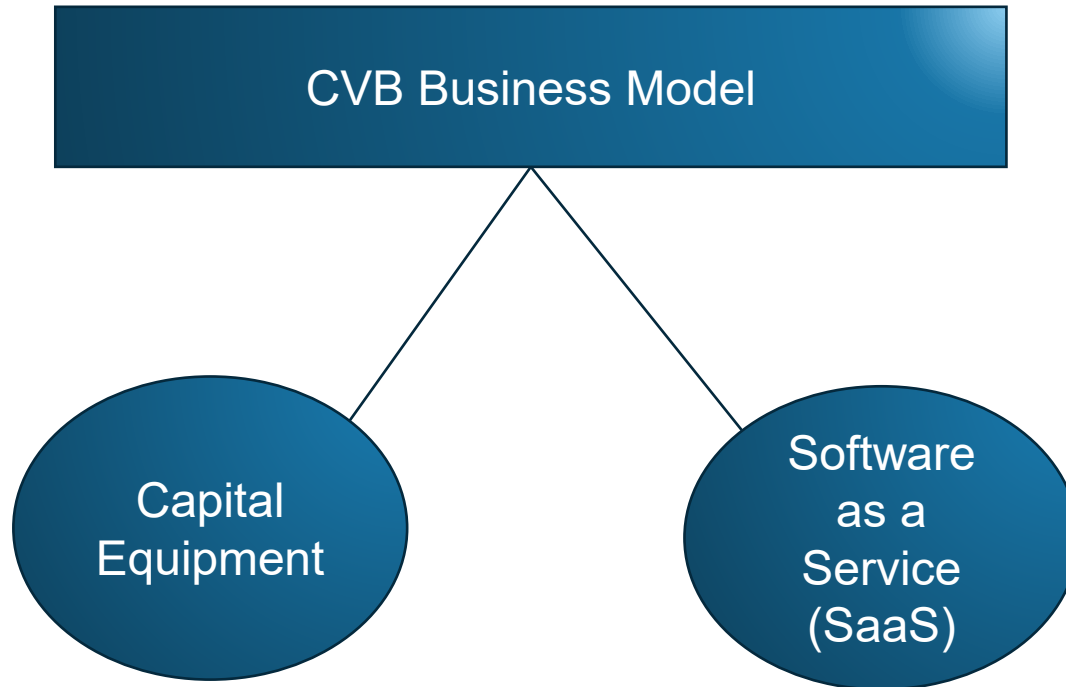 CVB Business Model
Capital
Equipment
Software
as a
Service
(SaaS)